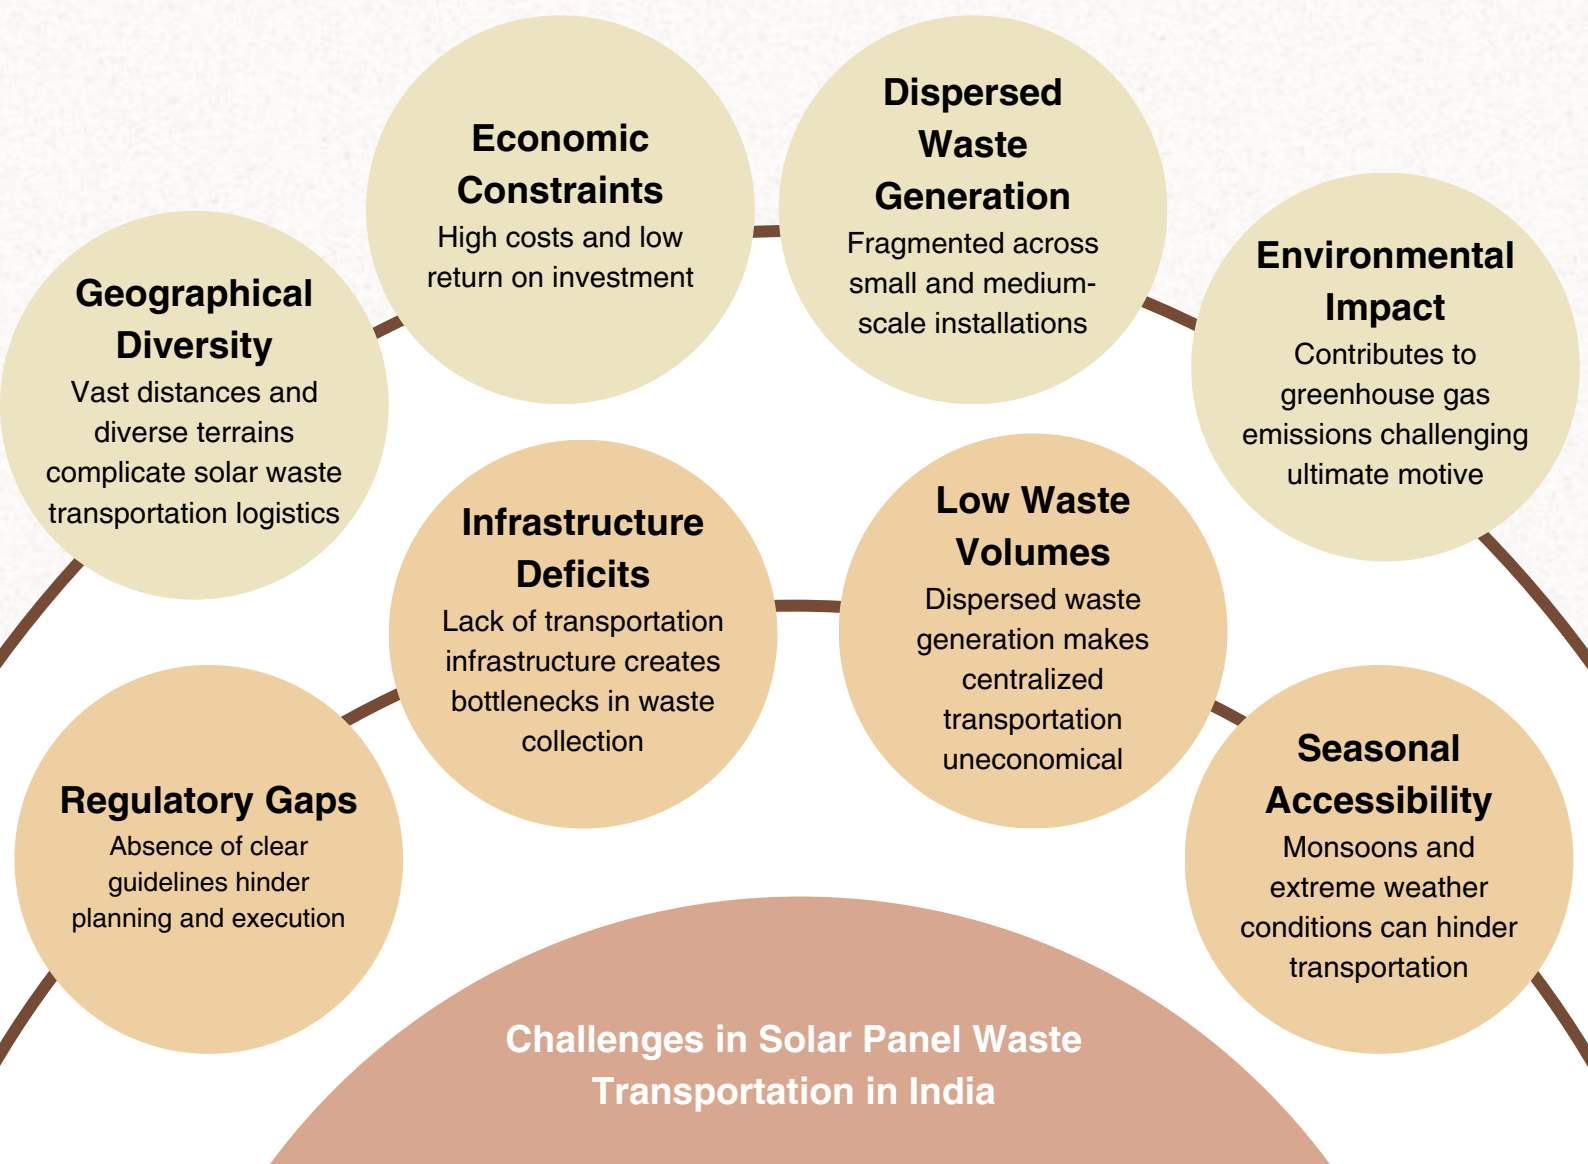 Geographical
Diversity
Vast distances and
diverse terrains
complicate solar waste
transportation logistics
Economic
Constraints
High costs and low
return on investment
Dispersed
Waste
Generation
Fragmented across
small and medium-
scale installations
Environmental
Impact
Contributes to
greenhouse gas
emissions challenging
ultimate motive
Regulatory Gaps
Absence of clear
guidelines hinder
planning and execution
Infrastructure
Deficits
Lack of transportation
infrastructure creates
bottlenecks in waste
collection
Low Waste
Volumes
Dispersed waste
generation makes
centralized
transportation
uneconomical
Seasonal
Accessibility
Monsoons and
extreme weather
conditions can hinder
transportation
Challenges in Solar Panel Waste
Transportation in India